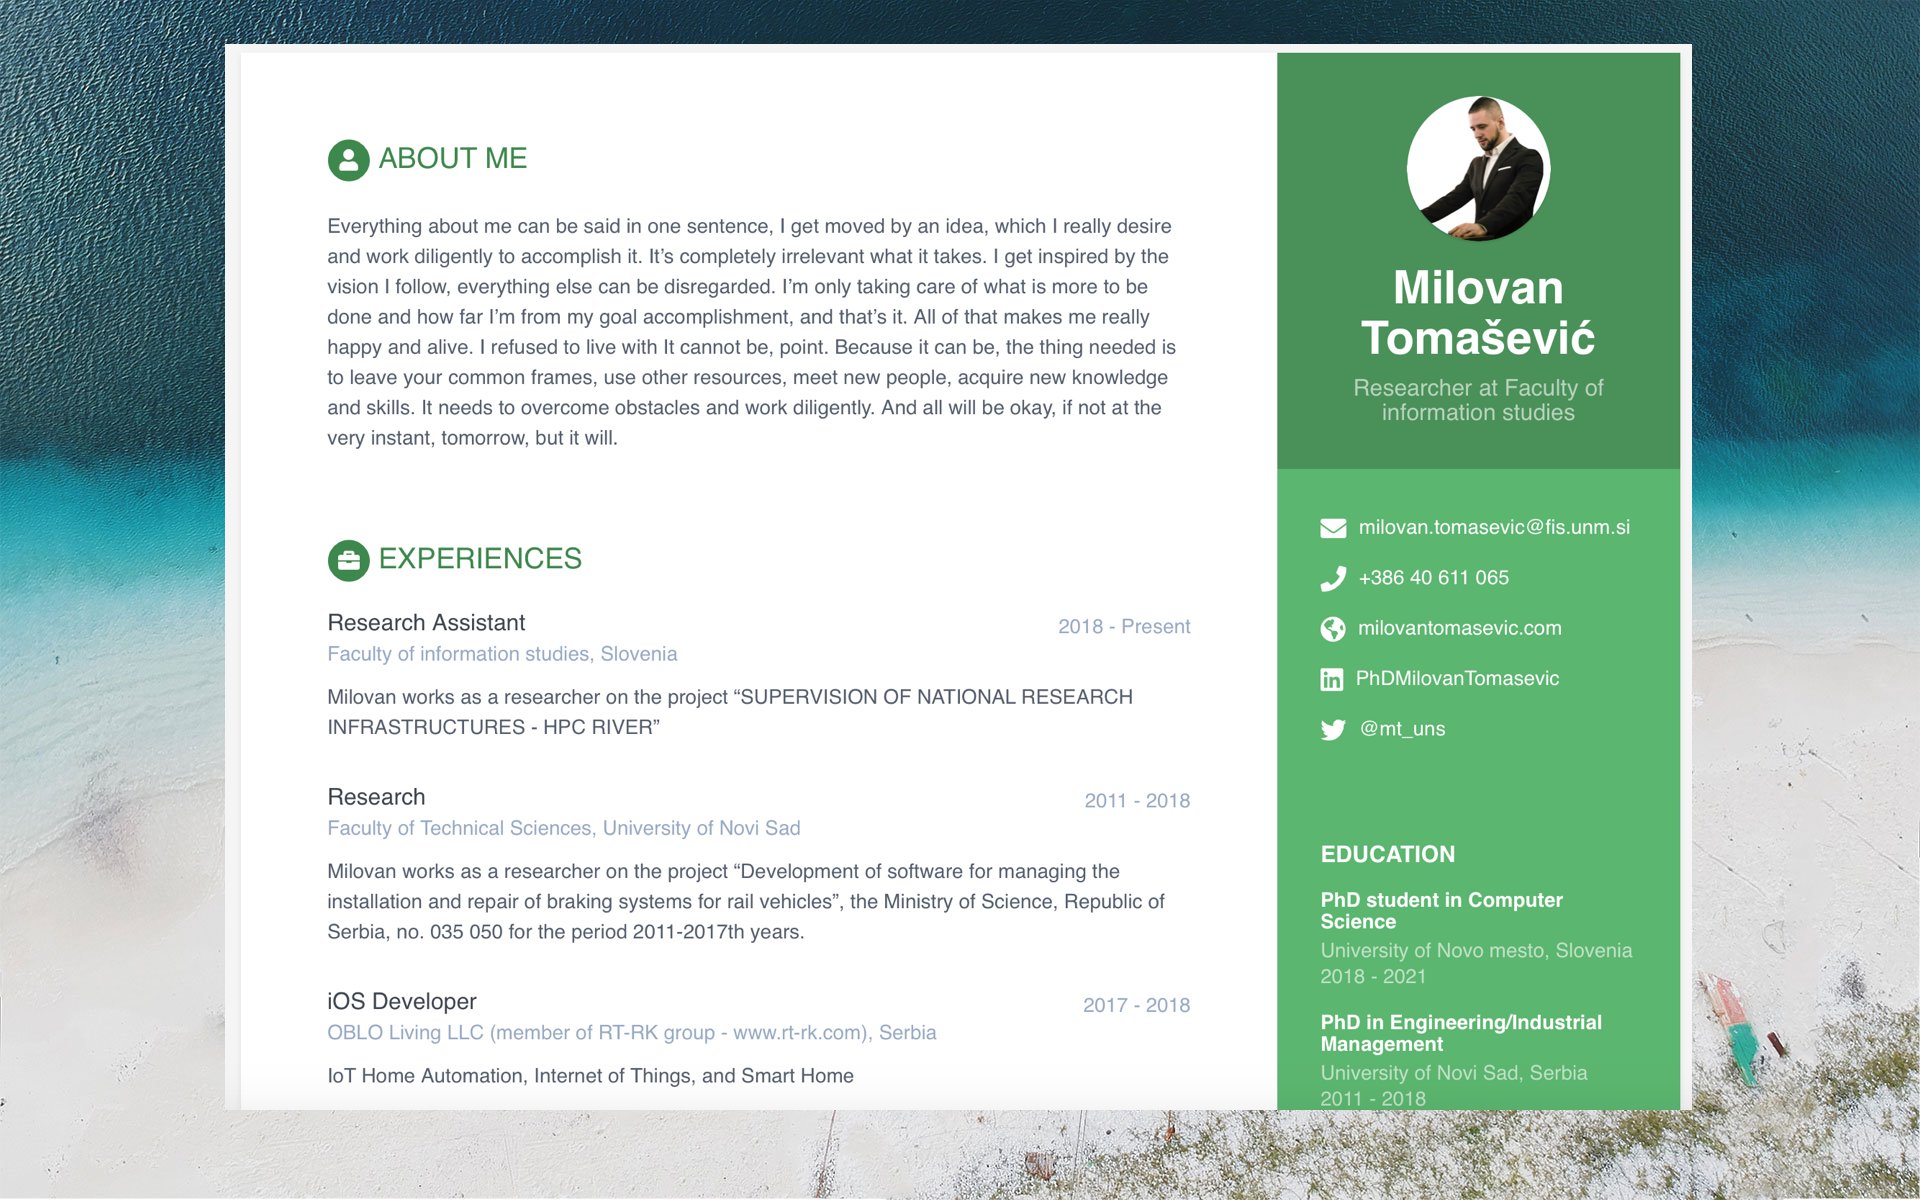 ABOUT ME
Everything about me can be said in one sentence, I get moved by an idea, which I really desire
and work diligently to accomplish it. It’s completely irrelevant what it takes. I get inspired by the
vision I follow, everything else can be disregarded. I’m only taking care of what is more to be
done and how far I’m from my goal accomplishment, and that’s it. All of that makes me really
happy and alive. I refused to live with It cannot be, point. Because it can be, the thing needed is
to leave your common frames, use other resources, meet new people, acquire new knowledge
and skills. It needs to overcome obstacles and work diligently. And all will be okay, if not at the
very instant, tomorrow, but it will.
EXPERIENCES
Research Assistant
2018 - Present
Faculty of information studies, Slovenia
Milovan works as a researcher on the project “SUPERVISION OF NATIONAL RESEARCH
INFRASTRUCTURES - HPC RIVER”
Research
2011 - 2018
Faculty of Technical Sciences, University of Novi Sad
Milovan works as a researcher on the project “Development of software for managing the
installation and repair of braking systems for rail vehicles”, the Ministry of Science, Republic of
Serbia, no. 035 050 for the period 2011-2017th years.
iOS Developer
2017 - 2018
OBLO Living LLC (member of RT-RK group - www.rt-rk.com), Serbia
IoT Home Automation, Internet of Things, and Smart Home
Milovan
Tomašević
Researcher at Faculty of
information studies
milovan.tomasevic@fis.unm.si
+386 40 611 065
milovantomasevic.com
PhDMilovanTomasevic
@mt_uns
EDUCATION
PhD student in Computer
Science
University of Novo mesto, Slovenia
2018 - 2021
PhD in Engineering/Industrial
Management
University of Novi Sad, Serbia
2011 - 2018